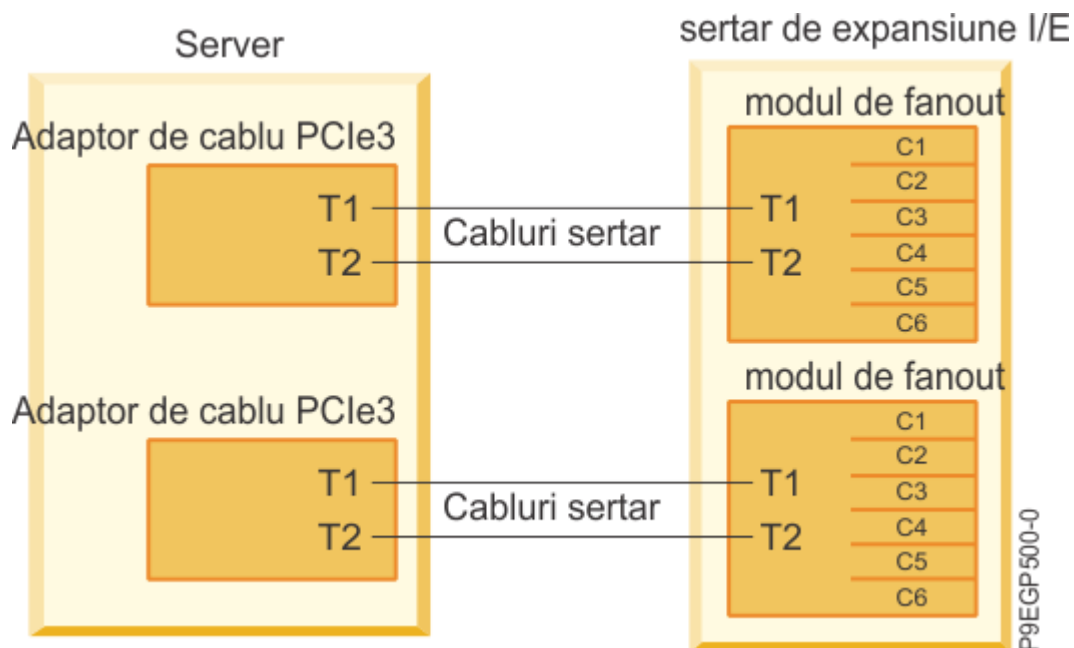 Server
sertar de expansiune I/E
Adaptor de cablu PCIe3
T1
T2
Cabluri sertar
modul de fanout
T1
T2
C1
C2
C3
C4
C5
C6
Adaptor de cablu PCIe3
T1
T2
Cabluri sertar
modul de fanout
T1
T2
C1
C2
C3
C4
C5
C6
P9EGP500-0